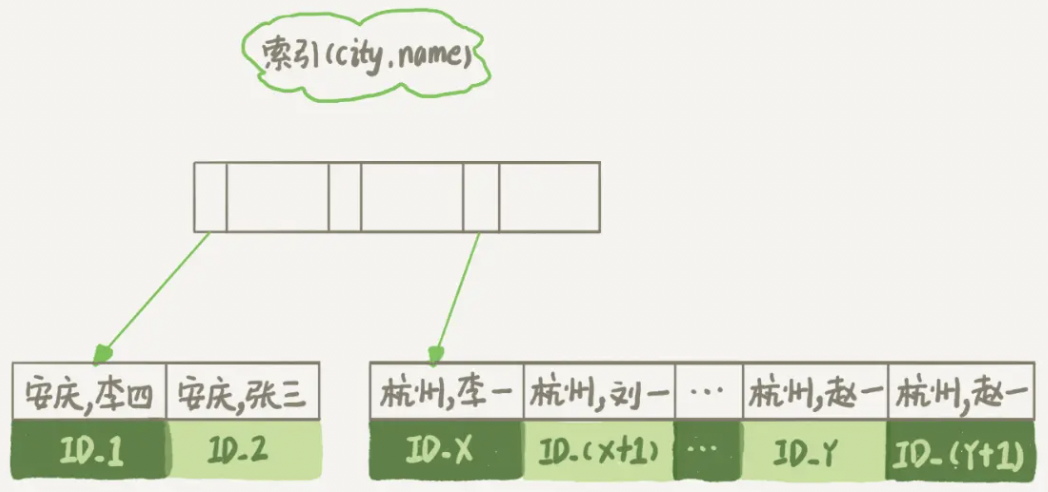 索引(city,name)
安庆,李四 安庆,张三 杭州,李一 杭州,刘一 ... 杭州,赵一 杭州,赵一
ID_1 ID_2 ID_X ID_(X+1) ... ID_Y ID_(Y+1)